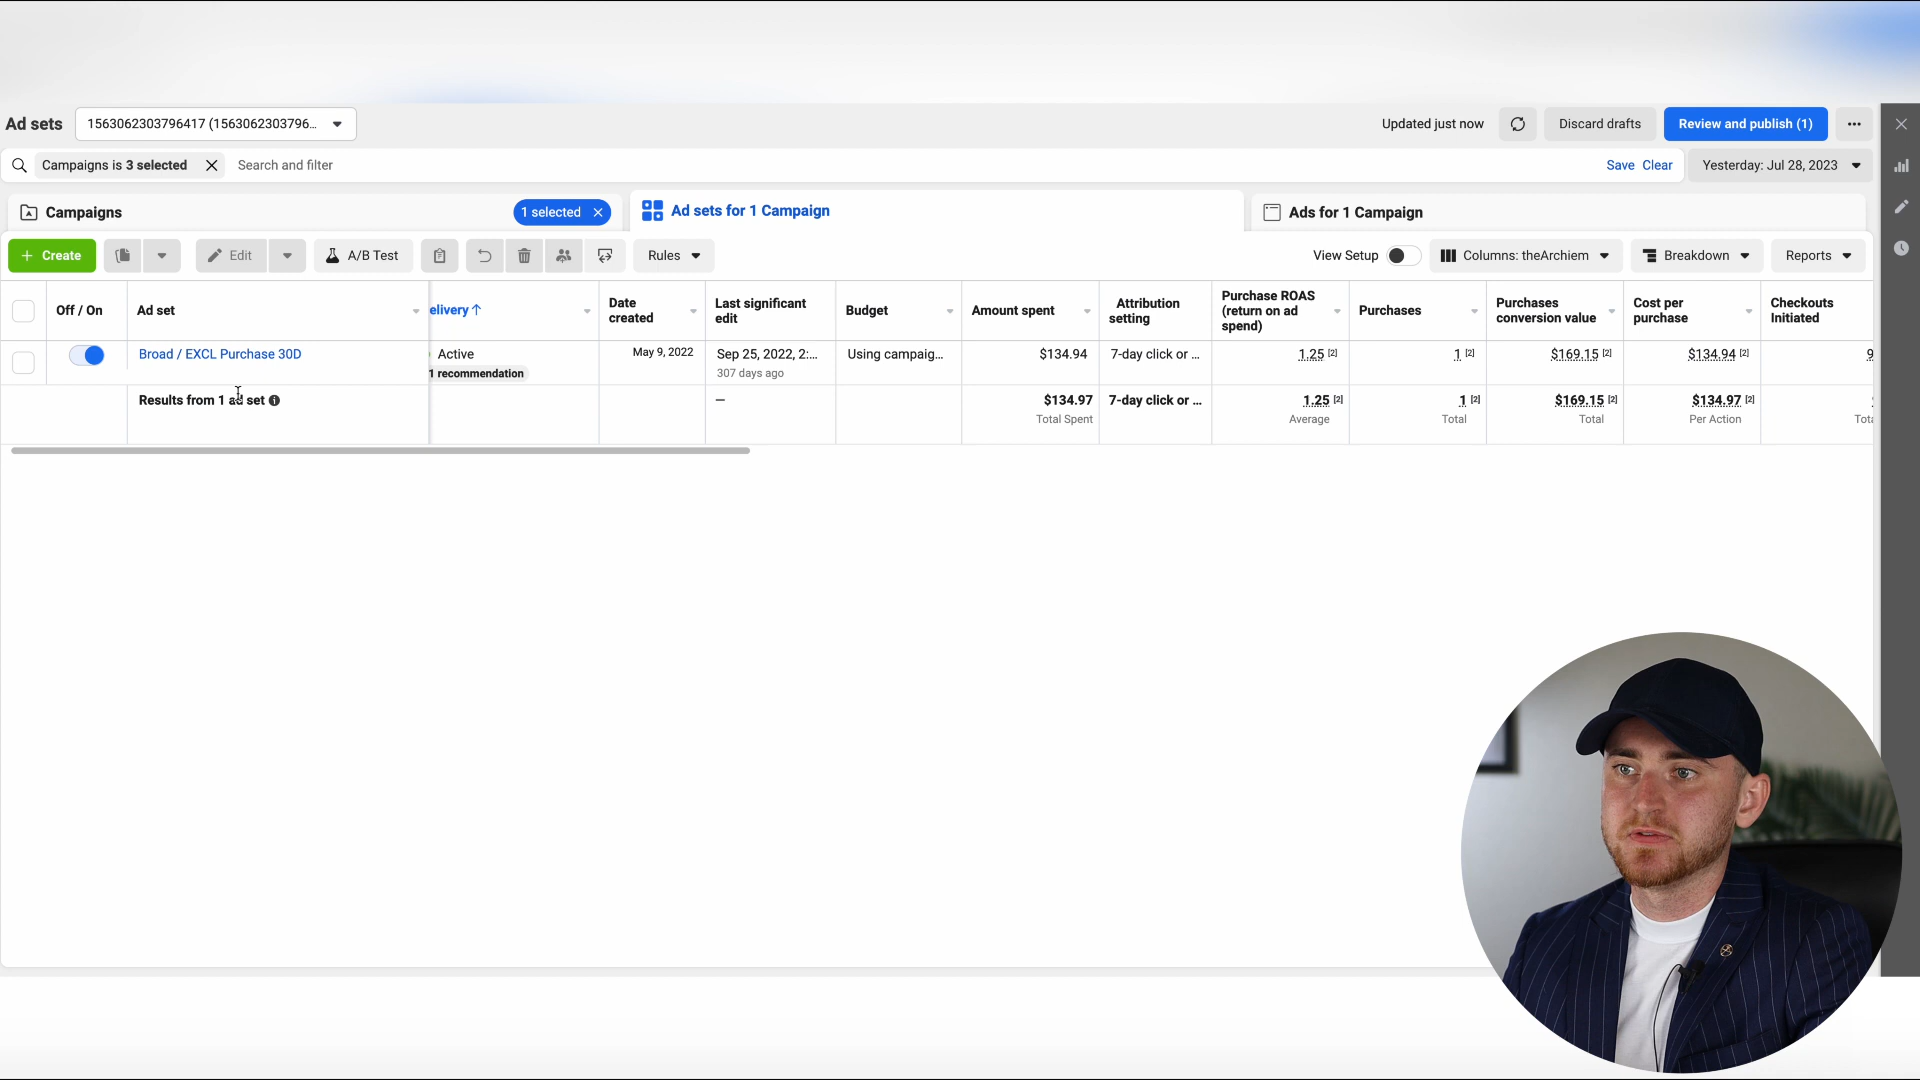 Ad sets
1563062303796417 (1563062303796...
Updated just now
Discard drafts
Review and publish (1)
Campaigns is 3 selected
Search and filter
Save Clear
Yesterday: Jul 28, 2023
Campaigns
1 selected
Ad sets for 1 Campaign
Ads for 1 Campaign
+ Create
Edit
A/B Test
Rules
View Setup
Columns: theArchiem
Breakdown
Reports
Off / On
Ad set
elivery ↑
Date
created
Last significant
edit
Budget
Amount spent
Attribution
setting
Purchase ROAS
(return on ad
spend)
Purchases
Purchases
conversion value
Cost per
purchase
Checkouts
Initiated
Broad / EXCL Purchase 30D
Active
1 recommendation
May 9, 2022
Sep 25, 2022, 2:...
307 days ago
Using campaig...
$134.94
7-day click or ...
1.25 [2]
1 [2]
$169.15 [2]
$134.94 [2]
9
Results from 1 ad set
—
$134.97
Total Spent
7-day click or ...
1.25 [2]
Average
1 [2]
Total
$169.15 [2]
Total
$134.97 [2]
Per Action
Tota